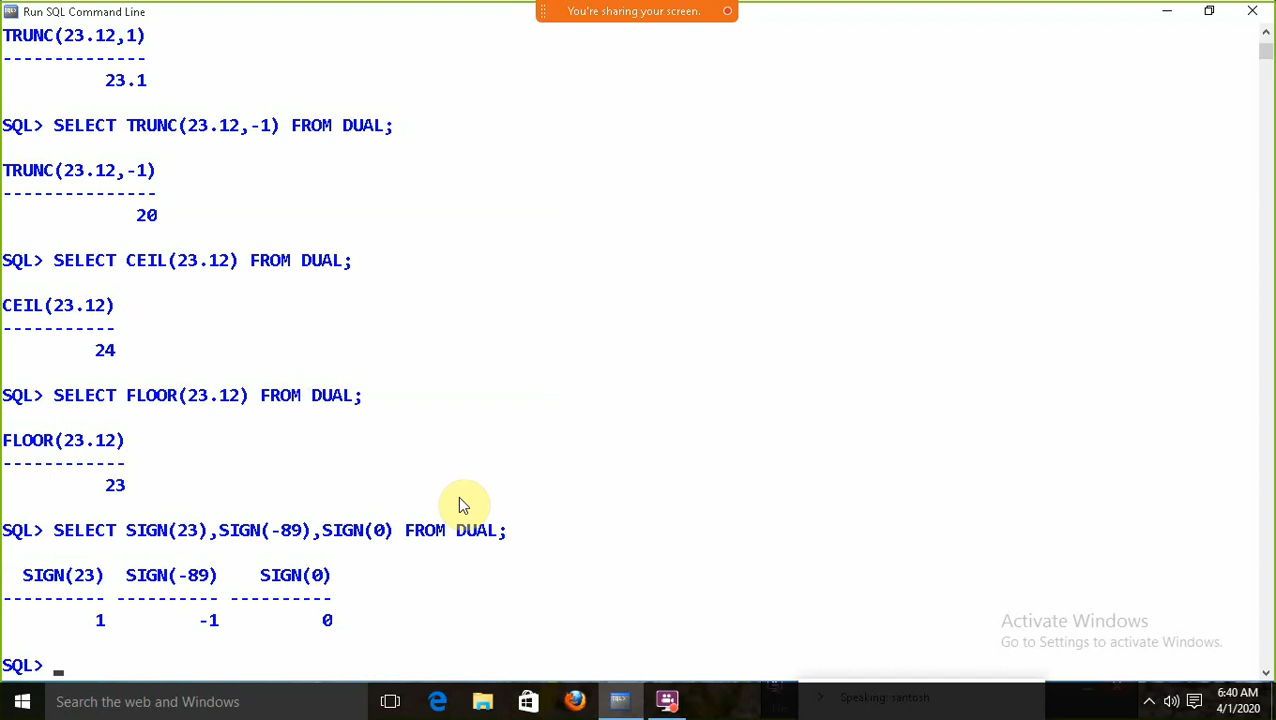 Run SQL Command Line
You're sharing your screen.
TRUNC(23.12,1)
--------------
23.1
SQL> SELECT TRUNC(23.12,-1) FROM DUAL;
TRUNC(23.12,-1)
---------------
20
SQL> SELECT CEIL(23.12) FROM DUAL;
CEIL(23.12)
-----------
24
SQL> SELECT FLOOR(23.12) FROM DUAL;
FLOOR(23.12)
------------
23
SQL> SELECT SIGN(23),SIGN(-89),SIGN(0) FROM DUAL;
SIGN(23) SIGN(-89) SIGN(0)
---------- ---------- ----------
1 -1 0
SQL>
Activate Windows
Go to Settings to activate Windows.
Search the web and Windows
Speaking: santosh
6:40 AM
4/1/2020